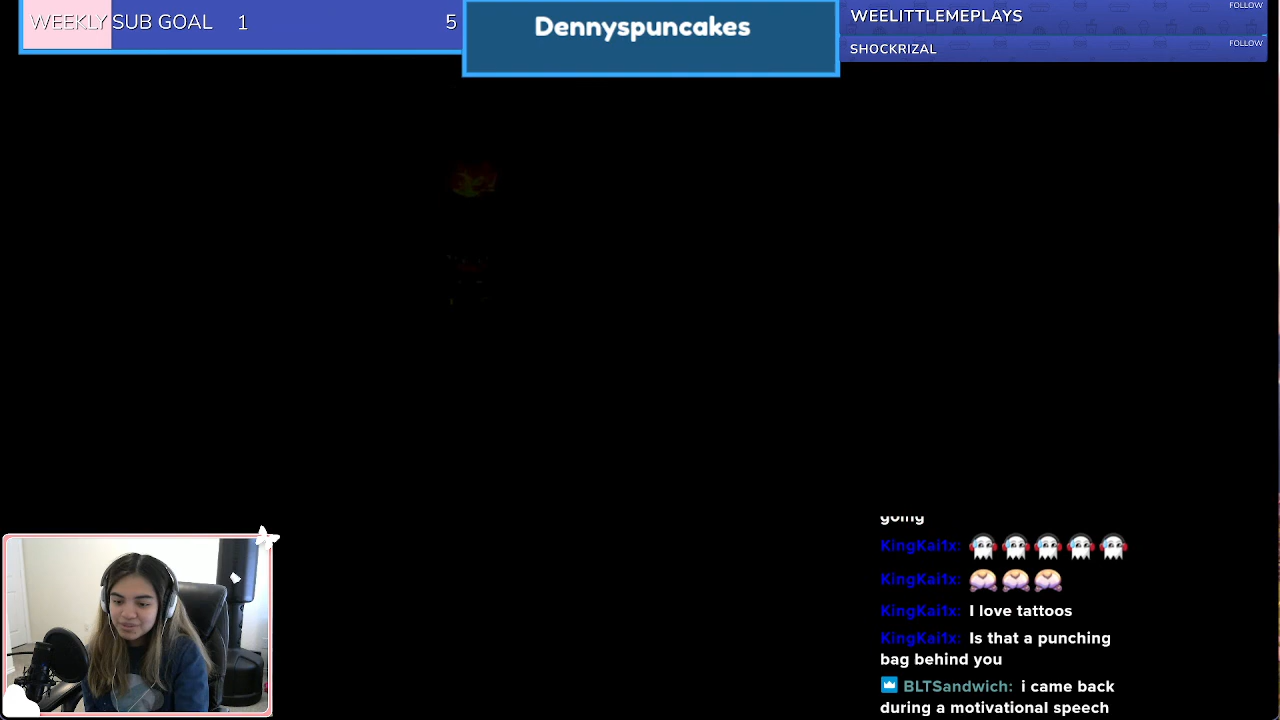 WEEKLY SUB GOAL 1 5
Dennyspuncakes
WEELITTLEMEPLAYS FOLLOW
SHOCKRIZAL FOLLOW
going
KingKai1x:
KingKai1x:
KingKai1x: I love tattoos
KingKai1x: Is that a punching
bag behind you
BLTSandwich: i came back
during a motivational speech